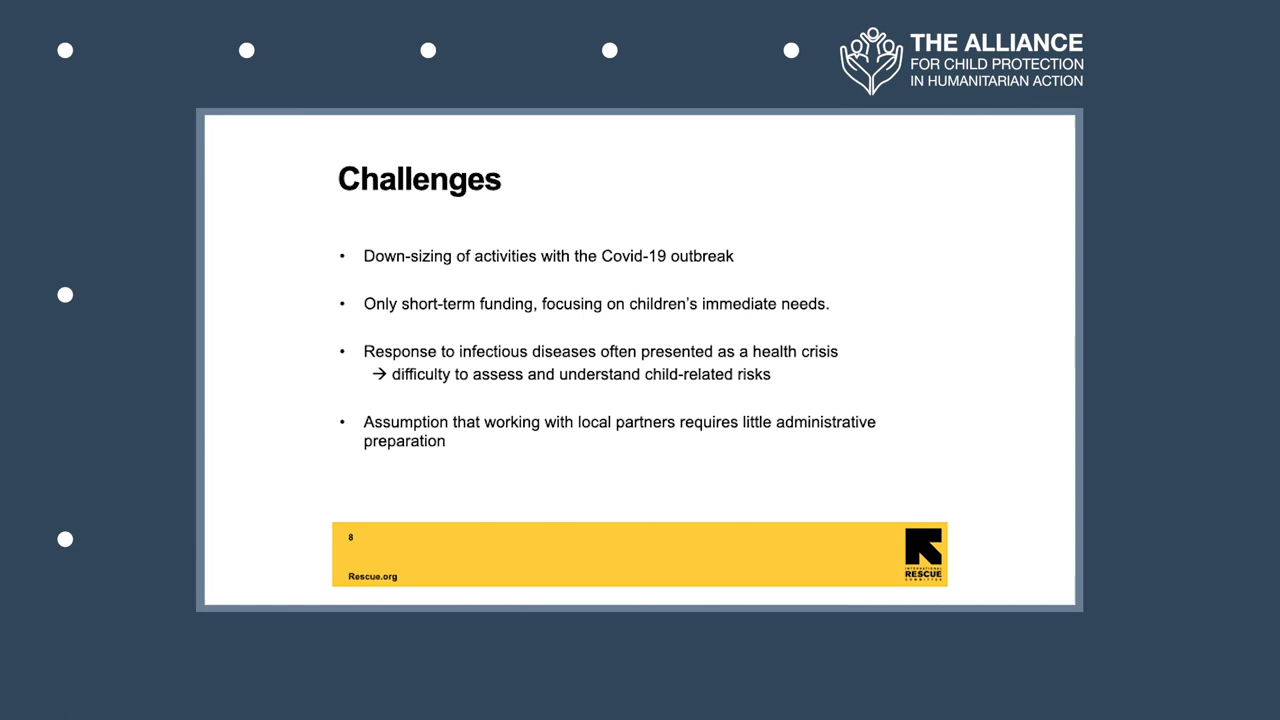 THE ALLIANCE
FOR CHILD PROTECTION
IN HUMANITARIAN ACTION
Challenges
• Down-sizing of activities with the Covid-19 outbreak
• Only short-term funding, focusing on children's immediate needs.
• Response to infectious diseases often presented as a health crisis
→ difficulty to assess and understand child-related risks
• Assumption that working with local partners requires little administrative
preparation
8
Rescue.org
INTERNATIONAL
RESCUE
COMMITTEE